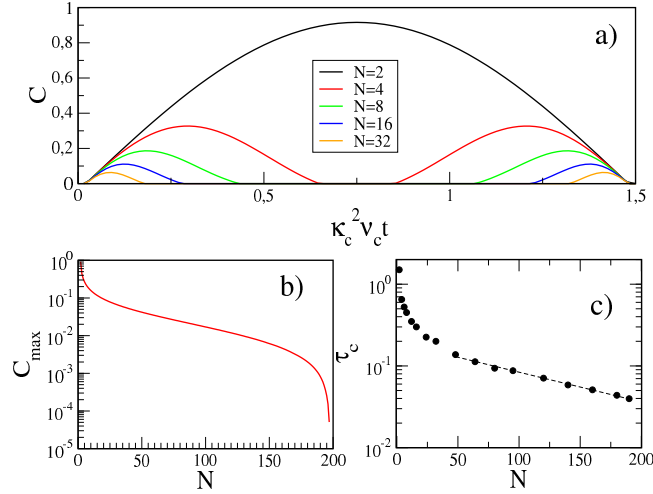 a)
C
1
0,8
0,6
0,4
0,2
0
N=2
N=4
N=8
N=16
N=32
0
0,5
1
1,5
κc²νct
b)
Cmax
10⁰
10⁻¹
10⁻²
10⁻³
10⁻⁴
10⁻⁵
0
50
100
150
200
N
c)
τc
10⁰
10⁻¹
10⁻²
0
50
100
150
200
N